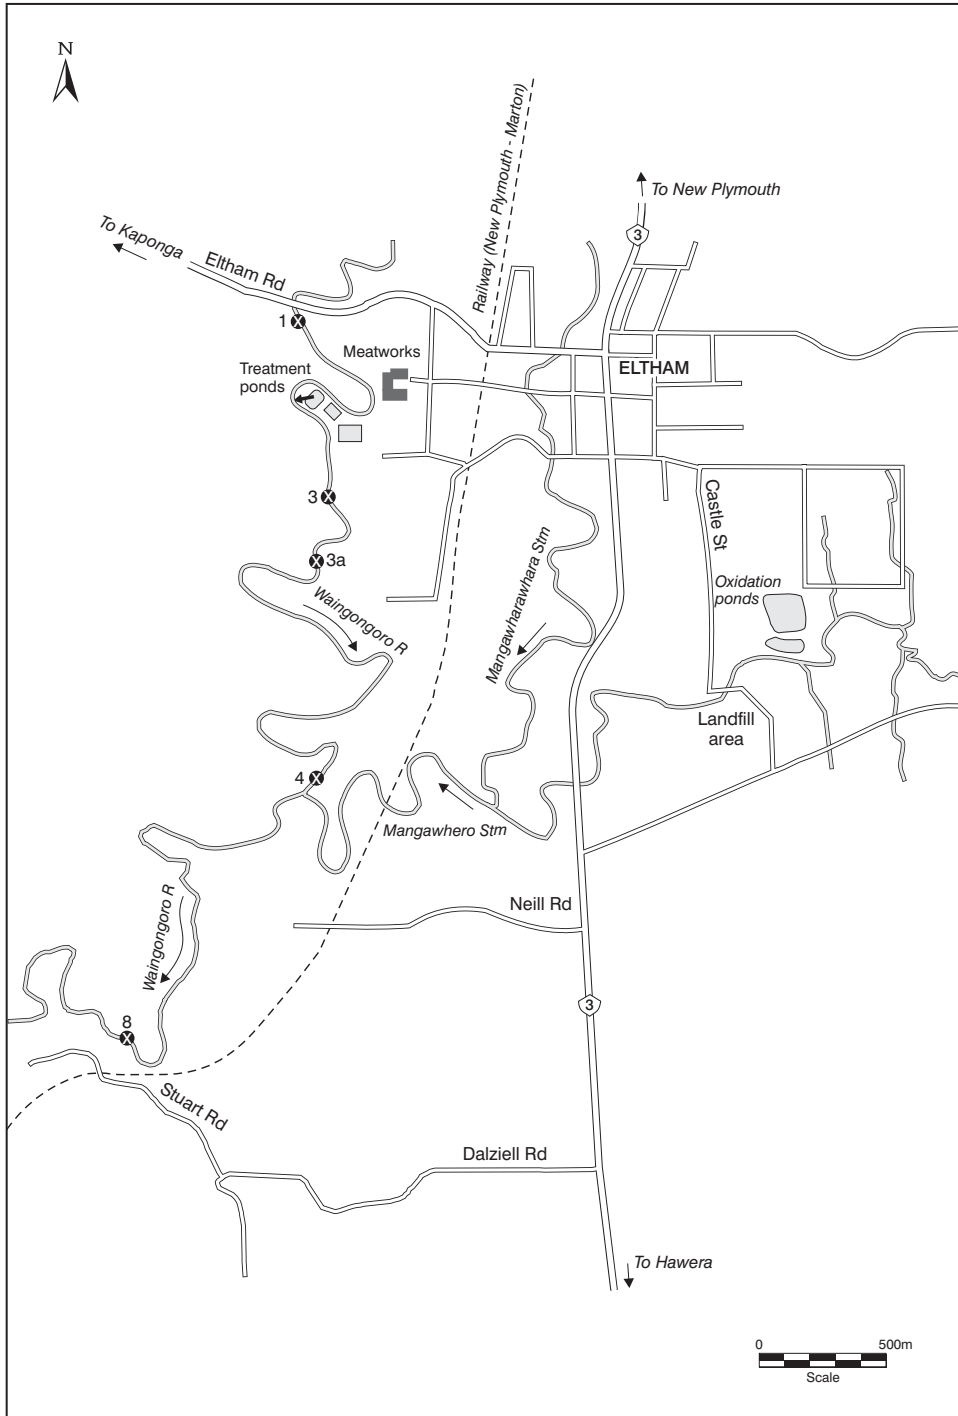 N
Railway (New Plymouth - Marton)
To New Plymouth
3
To Kaponga
Eltham Rd
1
Meatworks
Treatment
ponds
ELTHAM
3
3a
Castle St
Mangawharawhara Stm
Oxidation
ponds
Waingongoro R
Landfill
area
4
Mangawhero Stm
Neill Rd
Waingongoro R
3
8
Stuart Rd
Dalziell Rd
To Hawera
0 500m
Scale